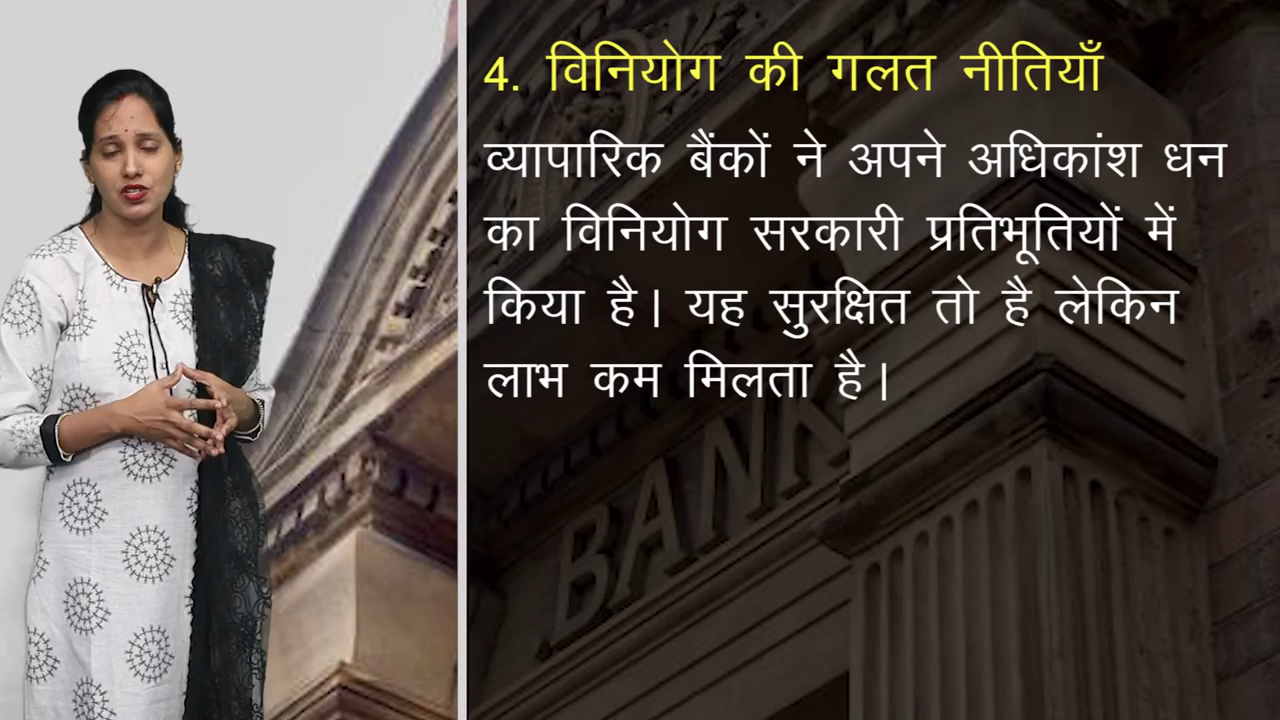 4. विनियोग की गलत नीतियाँ
व्यापारिक बैंकों ने अपने अधिकांश धन
का विनियोग सरकारी प्रतिभूतियों में
किया है। यह सुरक्षित तो है लेकिन
लाभ कम मिलता है।
BANK